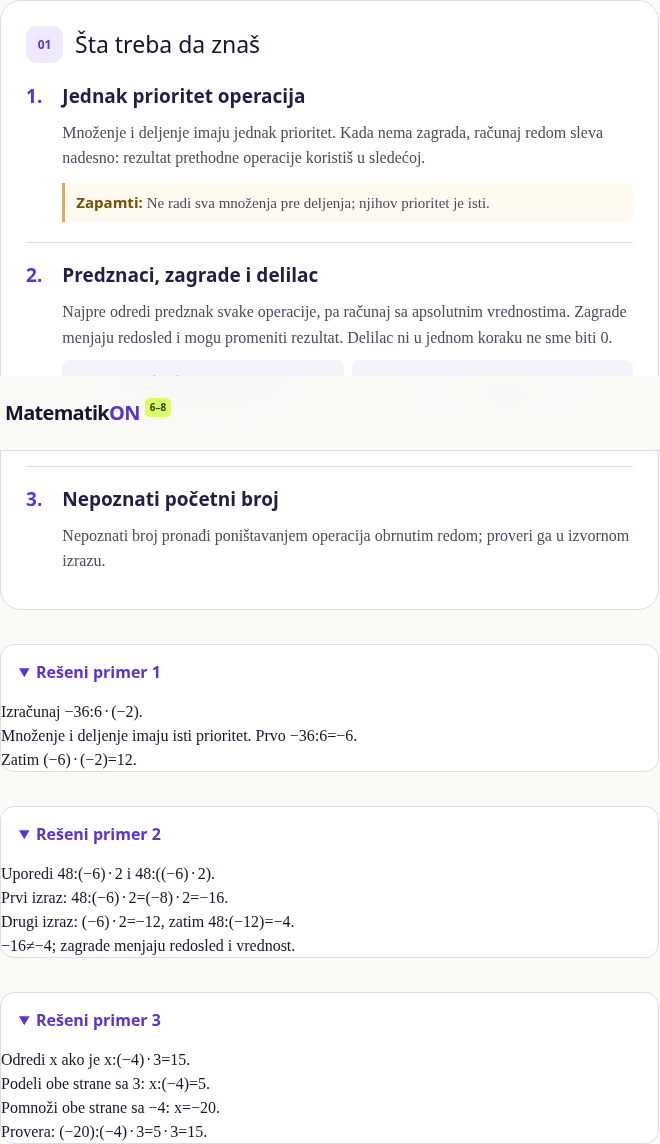 01 Šta treba da znaš
1. Jednak prioritet operacija
Množenje i deljenje imaju jednak prioritet. Kada nema zagrada, računaj redom sleva
nadesno: rezultat prethodne operacije koristiš u sledećoj.
Zapamti: Ne radi sva množenja pre deljenja; njihov prioritet je isti.
2. Predznaci, zagrade i delilac
Najpre odredi predznak svake operacije, pa računaj sa apsolutnim vrednostima. Zagrade
menjaju redosled i mogu promeniti rezultat. Delilac ni u jednom koraku ne sme biti 0.
MatematikON 6–8
3. Nepoznati početni broj
Nepoznati broj pronađi poništavanjem operacija obrnutim redom; proveri ga u izvornom
izrazu.
▼ Rešeni primer 1
Izračunaj −36:6·(−2).
Množenje i deljenje imaju isti prioritet. Prvo −36:6=−6.
Zatim (−6)·(−2)=12.
▼ Rešeni primer 2
Uporedi 48:(−6)·2 i 48:((−6)·2).
Prvi izraz: 48:(−6)·2=(−8)·2=−16.
Drugi izraz: (−6)·2=−12, zatim 48:(−12)=−4.
−16≠−4; zagrade menjaju redosled i vrednost.
▼ Rešeni primer 3
Odredi x ako je x:(−4)·3=15.
Podeli obe strane sa 3: x:(−4)=5.
Pomnoži obe strane sa −4: x=−20.
Provera: (−20):(−4)·3=5·3=15.